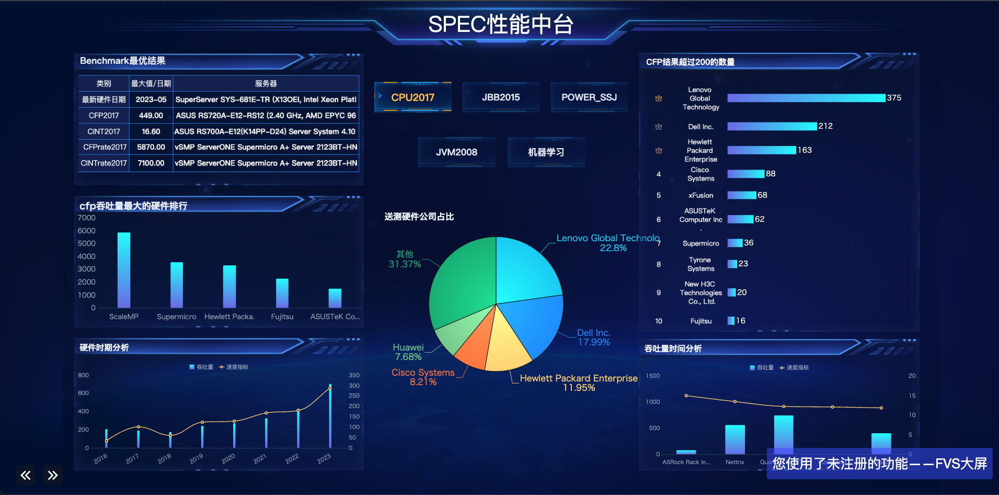 SPEC性能中台
Benchmark最优结果
类别 最大值/日期 服务器
最新硬件日期 2023-05 SuperServer SYS-681E-TR (X13OEI, Intel Xeon Plati
CFP2017 449.00 ASUS RS720A-E12-RS12 (2.40 GHz, AMD EPYC 96
CINT2017 16.60 ASUS RS700A-E12(K14PP-D24) Server System 4.10
CFPrate2017 5870.00 vSMP ServerONE Supermicro A+ Server 2123BT-HN
CINTrate2017 7100.00 vSMP ServerONE Supermicro A+ Server 2123BT-HN
cfp吞吐量最大的硬件排行
7000
6000
5000
4000
3000
2000
1000
0
ScaleMP Supermicro Hewlett Packa. Fujitsu ASUSTeK Co...
硬件时期分析
吞吐量 速度指标
800 350
300
600 250
200
400 150
200 100
50
0 0
2016 2017 2018 2019 2020 2021 2022 2023
CPU2017 JBB2015 POWER_SSJ
JVM2008 机器学习
送测硬件公司占比
Lenovo Global Technolo
22.8%
其他
31.37%
Dell Inc.
17.99%
Huawei
7.68%
Cisco Systems
8.21%
Hewlett Packard Enterprise
11.95%
CFP结果超过200的数量
Lenovo
Global
Technology
375
Dell Inc. 212
Hewlett
Packard
Enterprise
163
4 Cisco
Systems
88
5 xFusion 68
6 ASUSTeK
Computer Inc
.
62
7 Supermicro 36
8 Tyrone
Systems
23
9 New H3C
Technologies
Co., Ltd.
20
10 Fujitsu 16
吞吐量时间分析
吞吐量 速度指标
1500 20
15
1000
10
500
5
0 0
ASRock Rack In... Nettrix
您使用了未注册的功能——FVS大屏